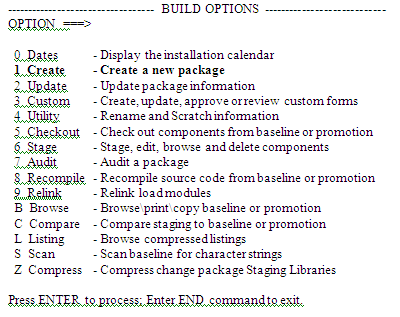 ------------------------------ BUILD OPTIONS -------------------------
OPTION ===>
0 Dates - Display the installation calendar
1 Create - Create a new package
2 Update - Update package information
3 Custom - Create, update, approve or review custom forms
4 Utility - Rename and Scratch information
5 Checkout - Check out components from baseline or promotion
6 Stage - Stage, edit, browse and delete components
7 Audit - Audit a package
8 Recompile - Recompile source code from baseline or promotion
9 Relink - Relink load modules
B Browse - Browse\print\copy baseline or promotion
C Compare - Compare staging to baseline or promotion
L Listing - Browse compressed listings
S Scan - Scan baseline for character strings
Z Compress - Compress change package Staging Libraries
Press ENTER to process; Enter END command to exit.